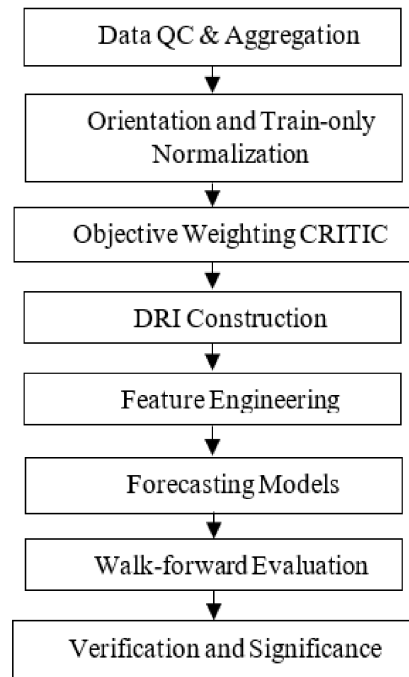 Data QC & Aggregation
Orientation and Train-only
Normalization
Objective Weighting CRITIC
DRI Construction
Feature Engineering
Forecasting Models
Walk-forward Evaluation
Verification and Significance